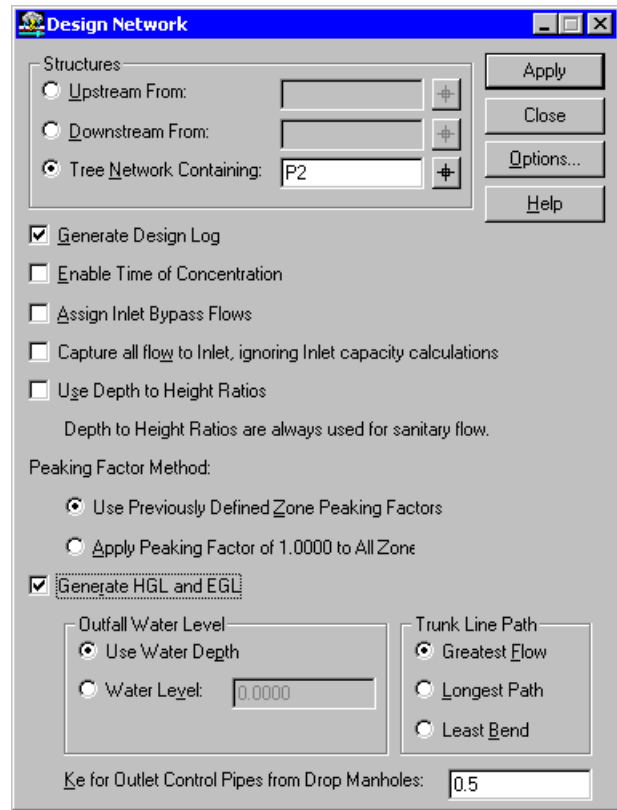 Design Network
Structures
Upstream From:
Downstream From:
Tree Network Containing: P2
Apply
Close
Options...
Help
Generate Design Log
Enable Time of Concentration
Assign Inlet Bypass Flows
Capture all flow to Inlet, ignoring Inlet capacity calculations
Use Depth to Height Ratios
Depth to Height Ratios are always used for sanitary flow.
Peaking Factor Method:
Use Previously Defined Zone Peaking Factors
Apply Peaking Factor of 1.0000 to All Zone
Generate HGL and EGL
Outfall Water Level
Use Water Depth
Water Level: 0.0000
Trunk Line Path
Greatest Flow
Longest Path
Least Bend
Ke for Outlet Control Pipes from Drop Manholes: 0.5